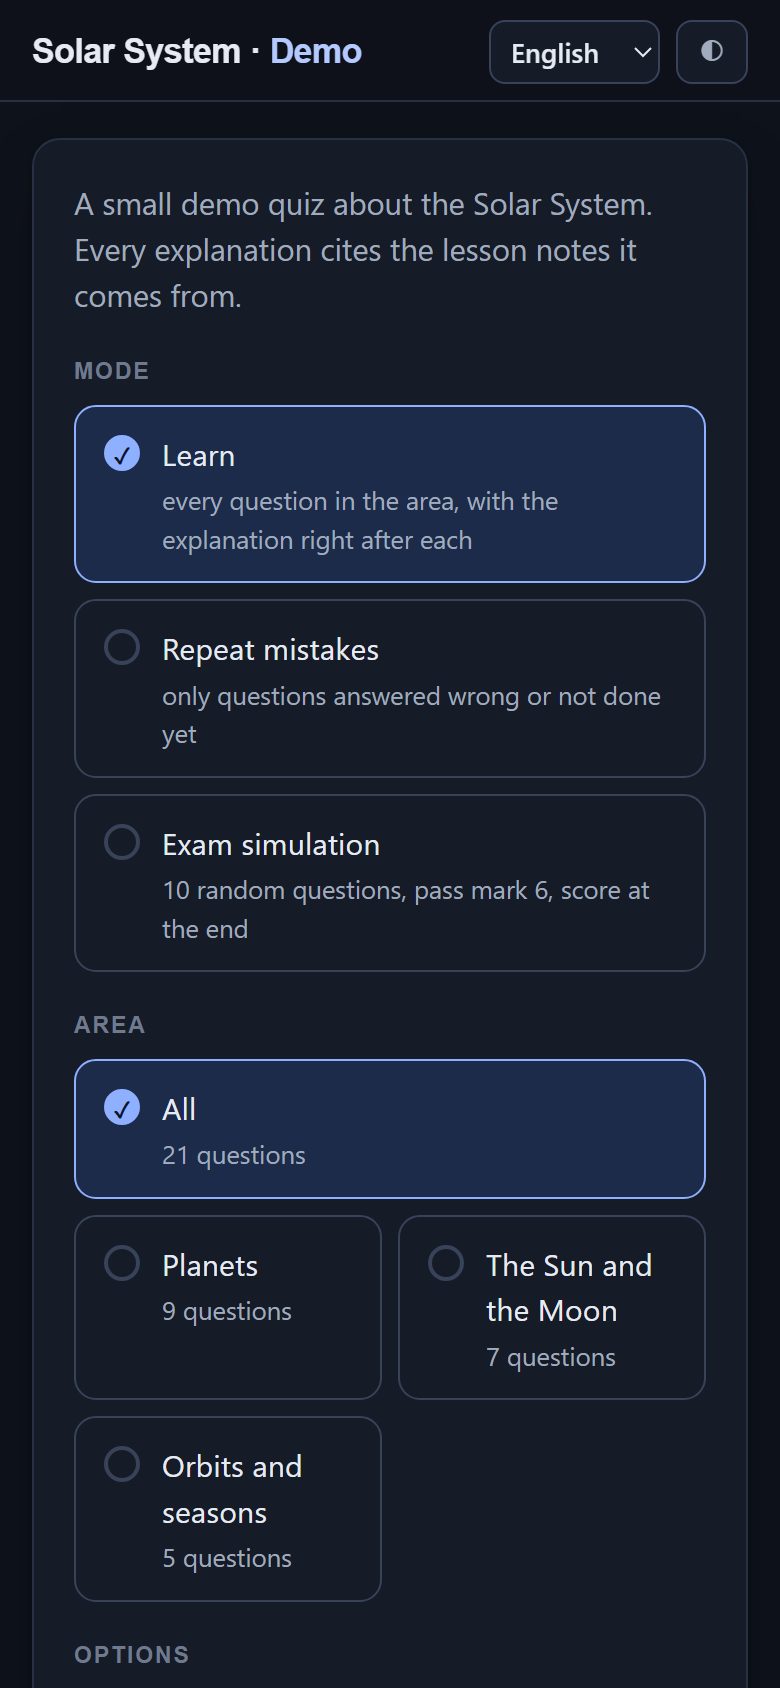 Solar System · Demo
English
A small demo quiz about the Solar System.
Every explanation cites the lesson notes it
comes from.
MODE
Learn
every question in the area, with the
explanation right after each
Repeat mistakes
only questions answered wrong or not done
yet
Exam simulation
10 random questions, pass mark 6, score at
the end
AREA
All
21 questions
Planets
9 questions
The Sun and
the Moon
7 questions
Orbits and
seasons
5 questions
OPTIONS